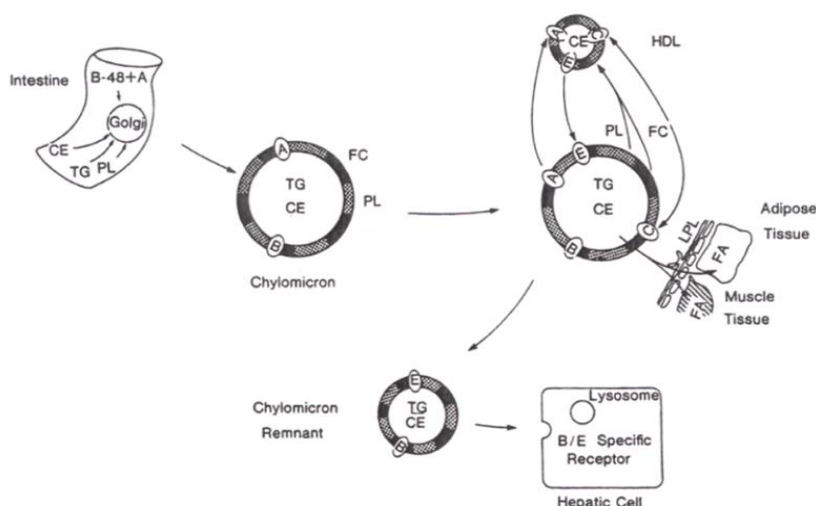 Intestine
B-48+A
Golgi
CE
TG PL
A
FC
TG
CE
PL
B
Chylomicron
A CE C
E
HDL
PL FC
E
A
TG
CE
C
B
LPL
FA
Adipose
Tissue
FA
Muscle
Tissue
Chylomicron
Remnant
E
TG
CE
B
Lysosome
B/E Specific
Receptor
Hepatic Cell